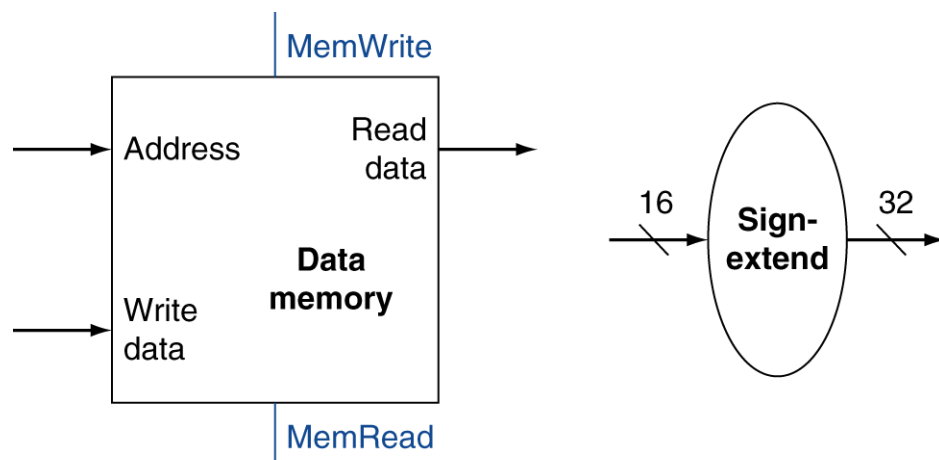 MemWrite
Address
Read
data
Data
memory
Write
data
MemRead
16
Sign-
extend
32